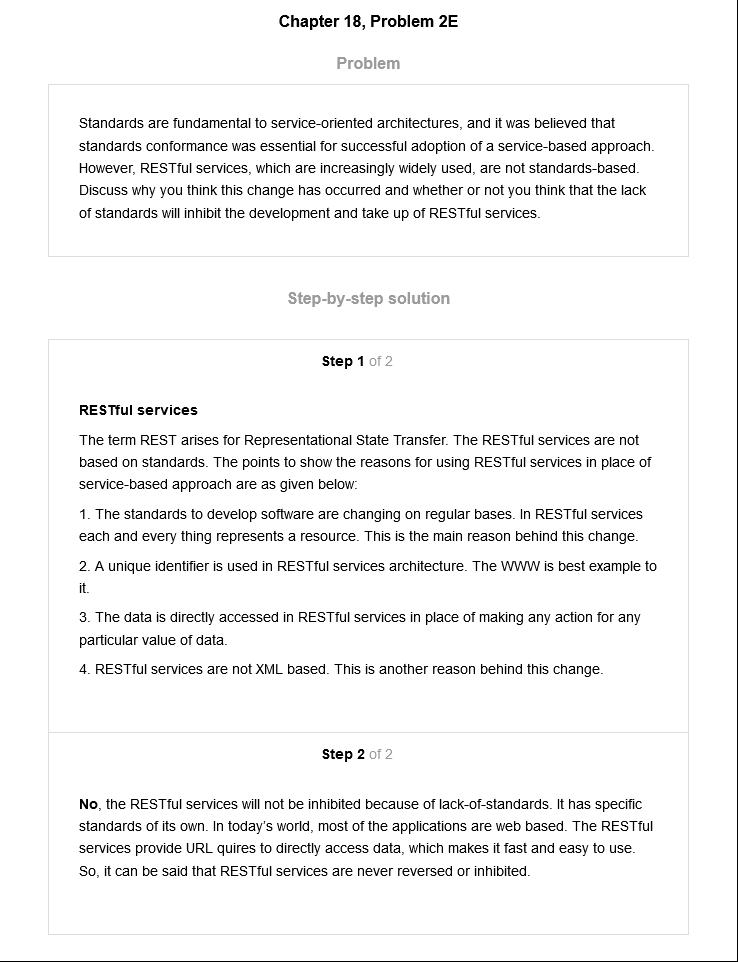 Chapter 18, Problem 2E
Problem
Standards are fundamental to service-oriented architectures, and it was believed that
standards conformance was essential for successful adoption of a service-based approach.
However, RESTful services, which are increasingly widely used, are not standards-based.
Discuss why you think this change has occurred and whether or not you think that the lack
of standards will inhibit the development and take up of RESTful services.
Step-by-step solution
Step 1 of 2
RESTful services
The term REST arises for Representational State Transfer. The RESTful services are not
based on standards. The points to show the reasons for using RESTful services in place of
service-based approach are as given below:
1. The standards to develop software are changing on regular bases. In RESTful services
each and every thing represents a resource. This is the main reason behind this change.
2. A unique identifier is used in RESTful services architecture. The WWW is best example to
it.
3. The data is directly accessed in RESTful services in place of making any action for any
particular value of data.
4. RESTful services are not XML based. This is another reason behind this change.
Step 2 of 2
No, the RESTful services will not be inhibited because of lack-of-standards. It has specific
standards of its own. In today's world, most of the applications are web based. The RESTful
services provide URL quires to directly access data, which makes it fast and easy to use.
So, it can be said that RESTful services are never reversed or inhibited.